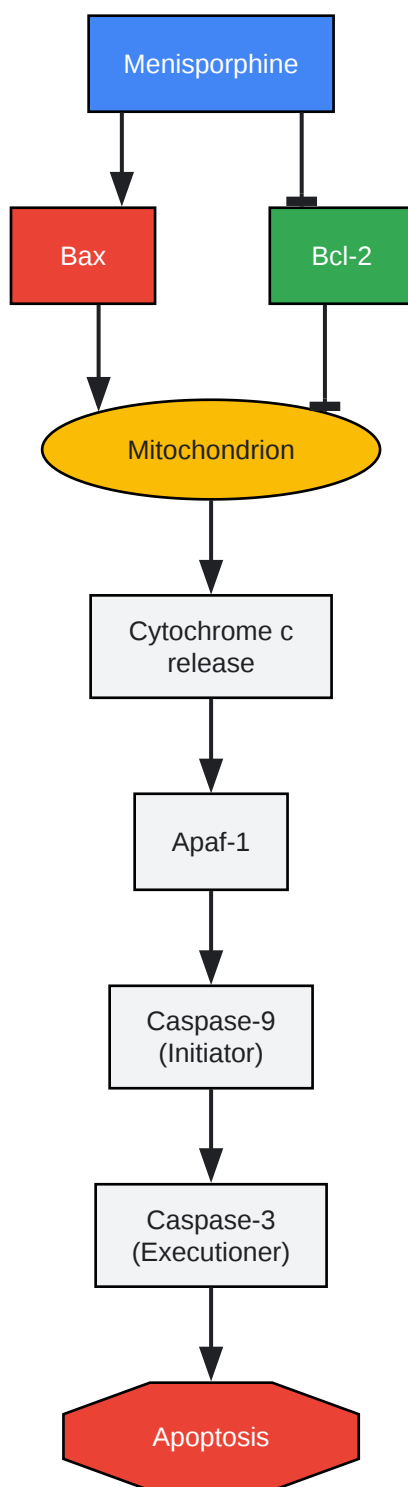 Menisporphine
Bax
Bcl-2
Mitochondrion
Cytochrome c
release
Apaf-1
Caspase-9
(Initiator)
Caspase-3
(Executioner)
Apoptosis